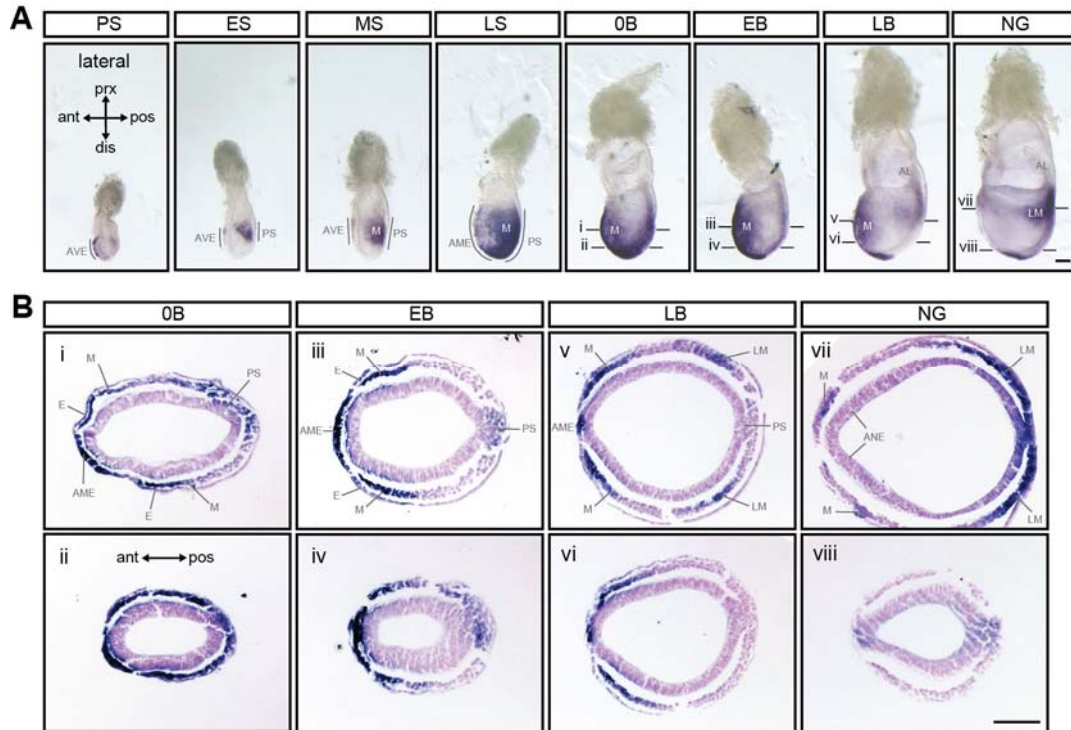 A
PS ES MS LS 0B EB LB NG
lateral
prx
ant pos
dis
AVE
AVE M PS
AVE M PS
AME M PS
i M
ii
iii M
iv
AL
v M
vi
AL
vii LM
viii
B
0B EB LB NG
i M PS E AME E M
iii M E AME PS E M
v M LM AME PS M LM
vii LM M ANE M LM
ii ant pos
iv
vi
viii